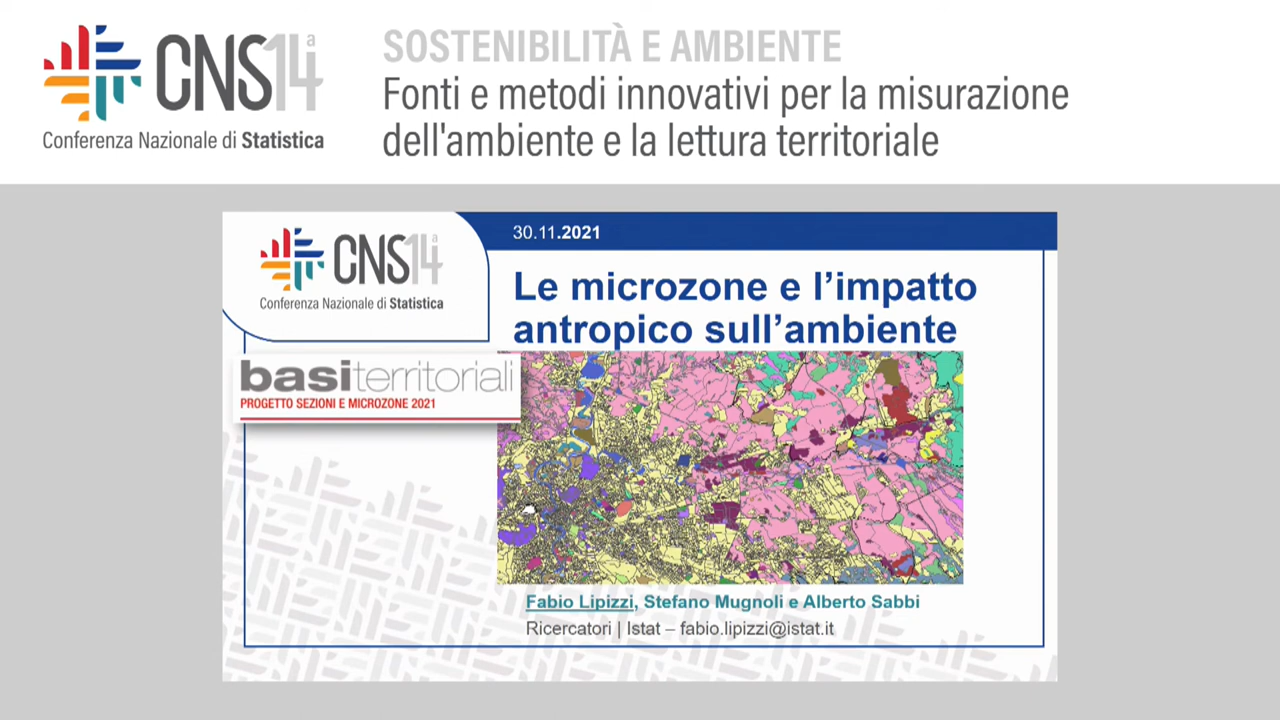 CNS14ª
Conferenza Nazionale di Statistica
SOSTENIBILITÀ E AMBIENTE
Fonti e metodi innovativi per la misurazione
dell'ambiente e la lettura territoriale
CNS14ª
Conferenza Nazionale di Statistica
30.11.2021
Le microzone e l’impatto
antropico sull’ambiente
basiterritoriali
PROGETTO SEZIONI E MICROZONE 2021
Fabio Lipizzi, Stefano Mugnoli e Alberto Sabbi
Ricercatori | Istat – fabio.lipizzi@istat.it